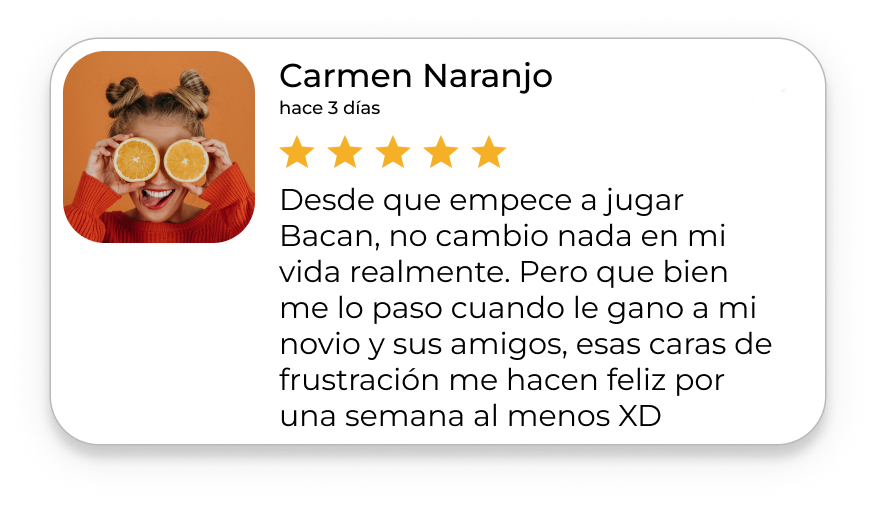 Carmen Naranjo
hace 3 días
Desde que empece a jugar
Bacan, no cambio nada en mi
vida realmente. Pero que bien
me lo paso cuando le gano a mi
novio y sus amigos, esas caras de
frustración me hacen feliz por
una semana al menos XD